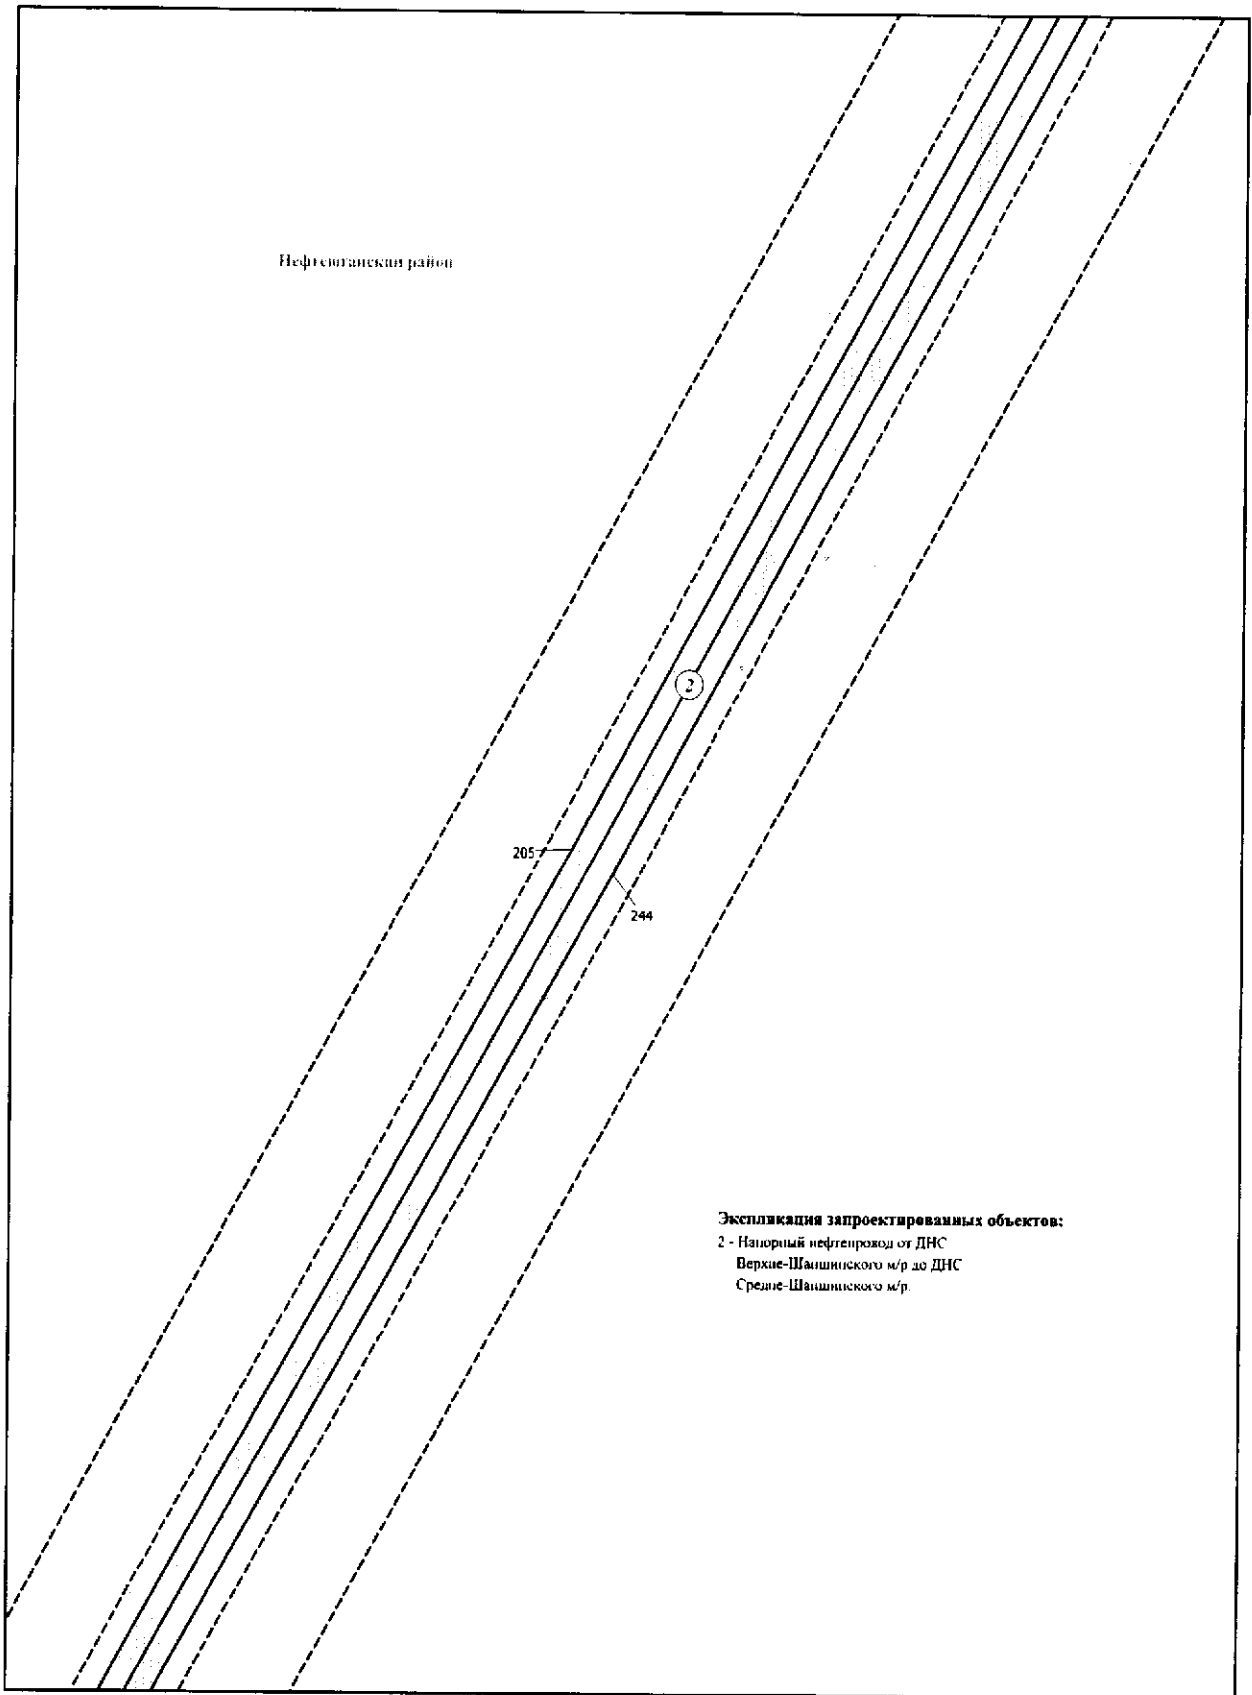 Нефтеюганский район
2
205
244
Экспликация запроектированных объектов:
2 - Напорный нефтепровод от ДНС
Верхне-Шапшинского м/р до ДНС
Средне-Шапшинского м/р.